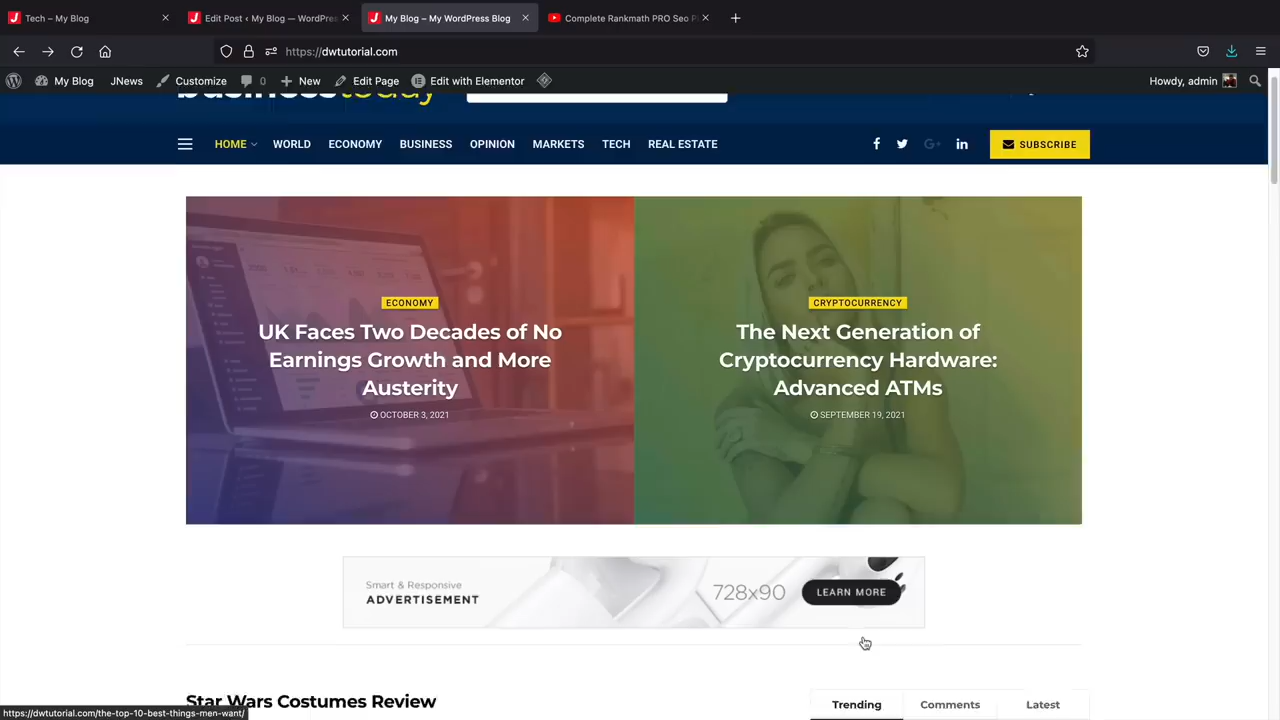 Tech – My Blog
Edit Post ‹ My Blog — WordPres
My Blog – My WordPress Blog
Complete Rankmath PRO Seo P
https://dwtutorial.com
My Blog
JNews
Customize
0
New
Edit Page
Edit with Elementor
Howdy, admin
businesstoday
HOME
WORLD
ECONOMY
BUSINESS
OPINION
MARKETS
TECH
REAL ESTATE
SUBSCRIBE
ECONOMY
UK Faces Two Decades of No
Earnings Growth and More
Austerity
OCTOBER 3, 2021
CRYPTOCURRENCY
The Next Generation of
Cryptocurrency Hardware:
Advanced ATMs
SEPTEMBER 19, 2021
Smart & Responsive
ADVERTISEMENT
728x90
LEARN MORE
Star Wars Costumes Review
Trending
Comments
Latest
https://dwtutorial.com/the-top-10-best-things-men-want/